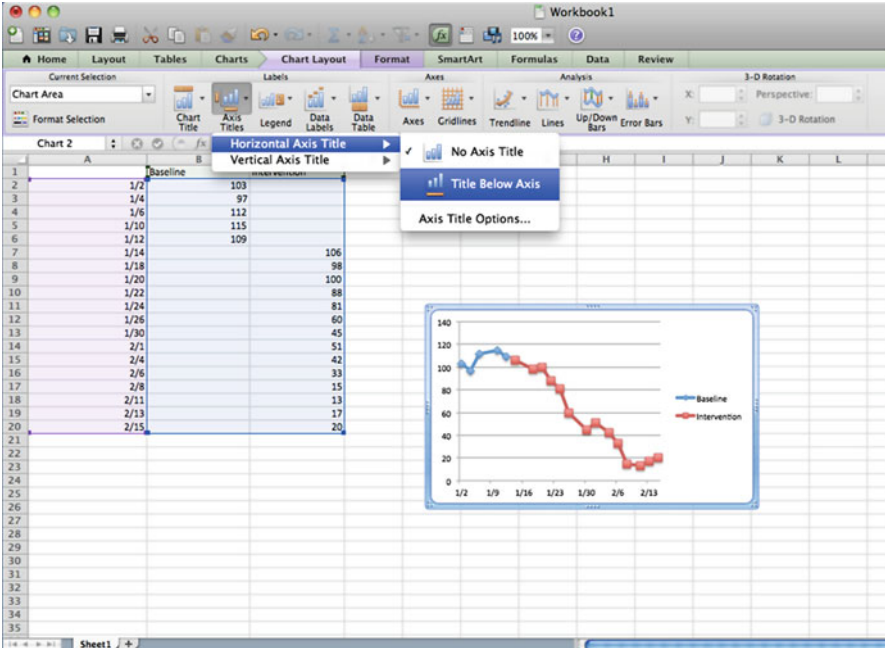 Workbook1
100%
Home Layout Tables Charts Chart Layout Format SmartArt Formulas Data Review
Current Selection Labels Axes Analysis 3-D Rotation
Chart Area
Format Selection
Chart Title Axis Titles Legend Data Labels Data Table Axes Gridlines Trendline Lines Up/Down Bars Error Bars X: Y: Perspective: 3-D Rotation
Chart 2 fx
Horizontal Axis Title
Vertical Axis Title
✓ No Axis Title
Title Below Axis
Axis Title Options...
A B H I J K L
1 Baseline Intervention
2 1/2 103
3 1/4 97
4 1/6 112
5 1/10 115
6 1/12 109
7 1/14 106
8 1/18 98
9 1/20 100
10 1/22 88
11 1/24 81
12 1/26 60
13 1/30 45
14 2/1 51
15 2/4 42
16 2/6 33
17 2/8 15
18 2/11 13
19 2/13 17
20 2/15 20
21
22
23
24
25
26
27
28
29
30
31
32
33
34
35
140
120
100
80
60
40
20
0
1/2 1/9 1/16 1/23 1/30 2/6 2/13
Baseline
Intervention
Sheet1 +